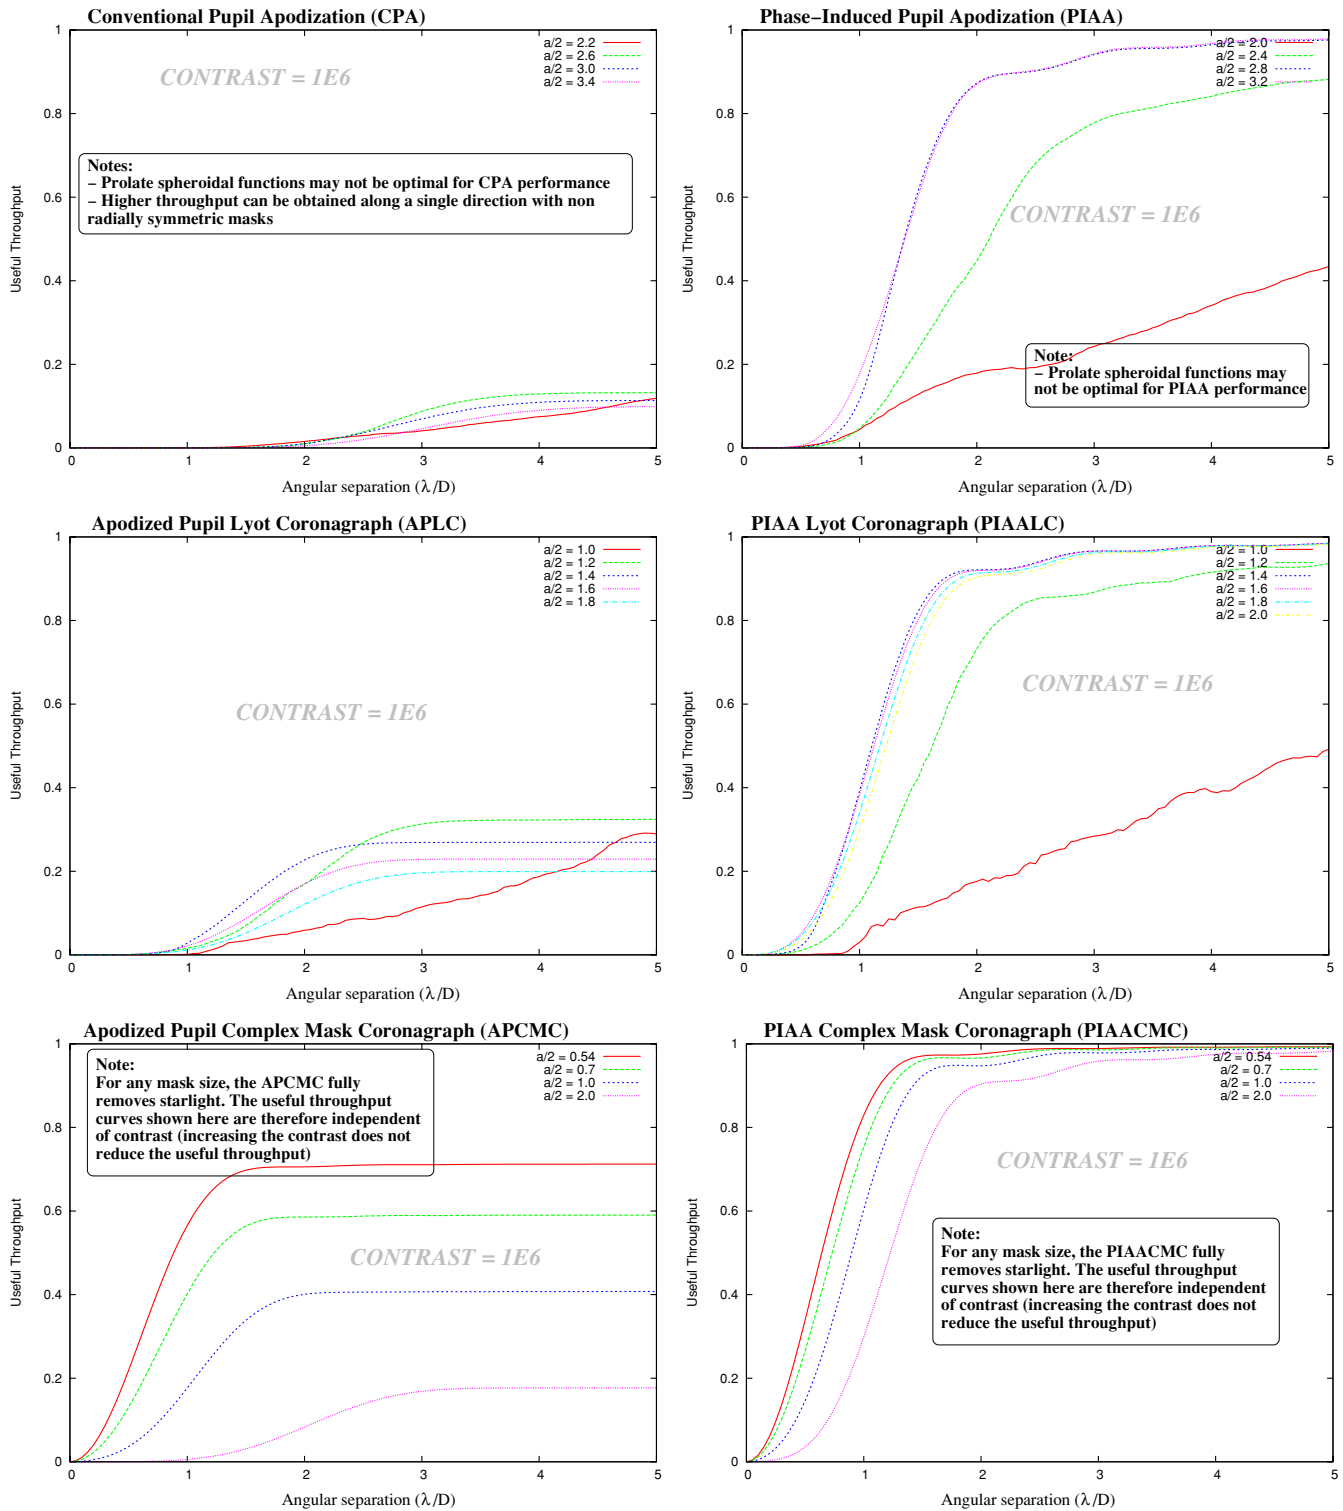 Conventional Pupil Apodization (CPA)
1
0.8
0.6
0.4
0.2
0
Useful Throughput
a/2 = 2.2
a/2 = 2.6
a/2 = 3.0
a/2 = 3.4
CONTRAST = 1E6
Notes:
– Prolate spheroidal functions may not be optimal for CPA performance
– Higher throughput can be obtained along a single direction with non
radially symmetric masks
0 1 2 3 4 5
Angular separation (λ/D)
Phase–Induced Pupil Apodization (PIAA)
1
0.8
0.6
0.4
0.2
0
Useful Throughput
a/2 = 2.0
a/2 = 2.4
a/2 = 2.8
a/2 = 3.2
CONTRAST = 1E6
Note:
– Prolate spheroidal functions may
not be optimal for PIAA performance
0 1 2 3 4 5
Angular separation (λ/D)
Apodized Pupil Lyot Coronagraph (APLC)
1
0.8
0.6
0.4
0.2
0
Useful Throughput
a/2 = 1.0
a/2 = 1.2
a/2 = 1.4
a/2 = 1.6
a/2 = 1.8
CONTRAST = 1E6
0 1 2 3 4 5
Angular separation (λ/D)
PIAA Lyot Coronagraph (PIAALC)
1
0.8
0.6
0.4
0.2
0
Useful Throughput
a/2 = 1.0
a/2 = 1.2
a/2 = 1.4
a/2 = 1.6
a/2 = 1.8
a/2 = 2.0
CONTRAST = 1E6
0 1 2 3 4 5
Angular separation (λ/D)
Apodized Pupil Complex Mask Coronagraph (APCMC)
1
0.8
0.6
0.4
0.2
0
Useful Throughput
Note:
For any mask size, the APCMC fully
removes starlight. The useful throughput
curves shown here are therefore independent
of contrast (increasing the contrast does not
reduce the useful throughput)
a/2 = 0.54
a/2 = 0.7
a/2 = 1.0
a/2 = 2.0
CONTRAST = 1E6
0 1 2 3 4 5
Angular separation (λ/D)
PIAA Complex Mask Coronagraph (PIAACMC)
1
0.8
0.6
0.4
0.2
0
Useful Throughput
a/2 = 0.54
a/2 = 0.7
a/2 = 1.0
a/2 = 2.0
CONTRAST = 1E6
Note:
For any mask size, the PIAACMC fully
removes starlight. The useful throughput
curves shown here are therefore independent
of contrast (increasing the contrast does not
reduce the useful throughput)
0 1 2 3 4 5
Angular separation (λ/D)